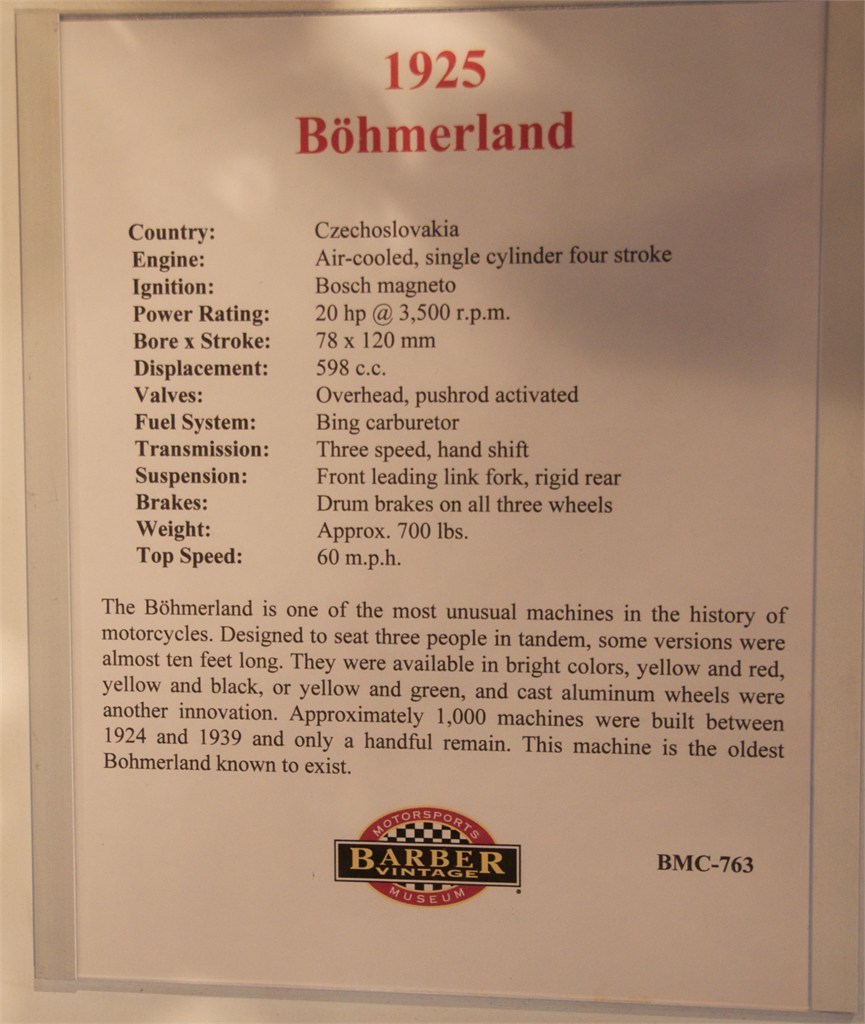 1925
Böhmerland
Country: Czechoslovakia
Engine: Air-cooled, single cylinder four stroke
Ignition: Bosch magneto
Power Rating: 20 hp @ 3,500 r.p.m.
Bore x Stroke: 78 x 120 mm
Displacement: 598 c.c.
Valves: Overhead, pushrod activated
Fuel System: Bing carburetor
Transmission: Three speed, hand shift
Suspension: Front leading link fork, rigid rear
Brakes: Drum brakes on all three wheels
Weight: Approx. 700 lbs.
Top Speed: 60 m.p.h.
The Böhmerland is one of the most unusual machines in the history of
motorcycles. Designed to seat three people in tandem, some versions were
almost ten feet long. They were available in bright colors, yellow and red,
yellow and black, or yellow and green, and cast aluminum wheels were
another innovation. Approximately 1,000 machines were built between
1924 and 1939 and only a handful remain. This machine is the oldest
Bohmerland known to exist.
MOTORSPORTS
BARBER
VINTAGE
MUSEUM
BMC-763